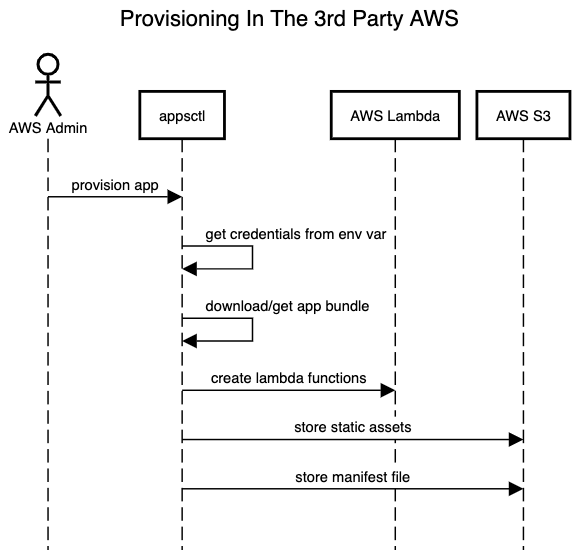 Provisioning In The 3rd Party AWS
AWS Admin
appsctl
AWS Lambda
AWS S3
provision app
get credentials from env var
download/get app bundle
create lambda functions
store static assets
store manifest file